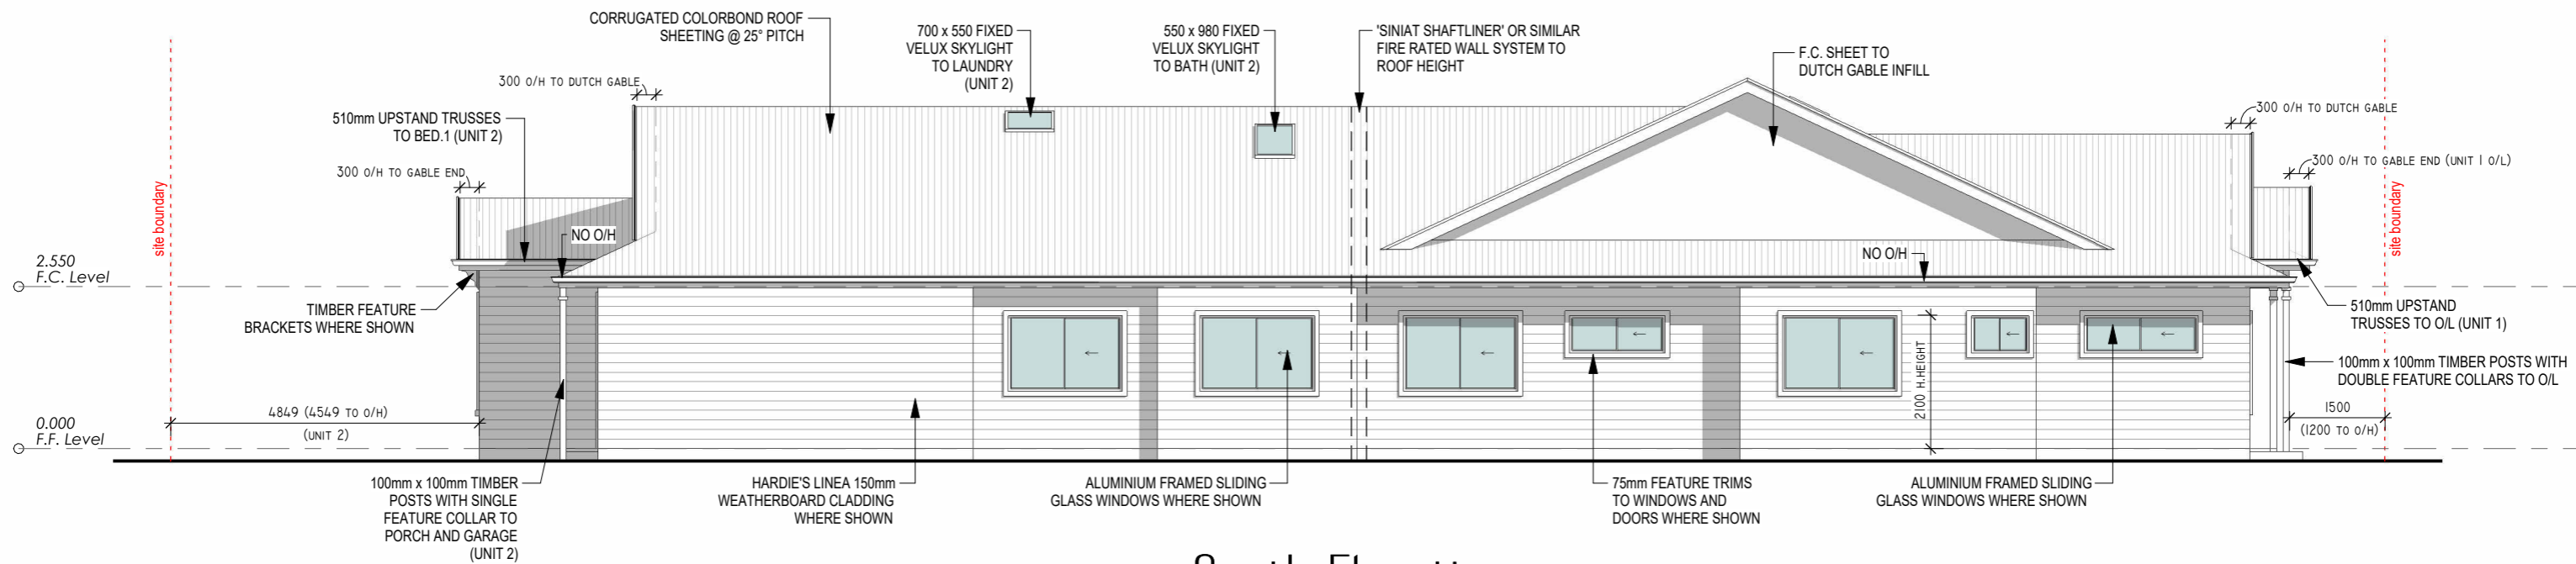 CORRUGATED COLORBOND ROOF
SHEETING @ 25° PITCH
700 x 550 FIXED
VELUX SKYLIGHT
TO LAUNDRY
(UNIT 2)
550 x 980 FIXED
VELUX SKYLIGHT
TO BATH (UNIT 2)
'SINIAT SHAFTLINER' OR SIMILAR
FIRE RATED WALL SYSTEM TO
ROOF HEIGHT
F.C. SHEET TO
DUTCH GABLE INFILL
300 O/H TO DUTCH GABLE
510mm UPSTAND TRUSSES
TO BED.1 (UNIT 2)
300 O/H TO GABLE END
300 O/H TO DUTCH GABLE
300 O/H TO GABLE END (UNIT 1 O/L)
site boundary
site boundary
NO O/H
NO O/H
2.550
F.C. Level
TIMBER FEATURE
BRACKETS WHERE SHOWN
510mm UPSTAND
TRUSSES TO O/L (UNIT 1)
100mm x 100mm TIMBER POSTS WITH
DOUBLE FEATURE COLLARS TO O/L
2100 H.HEIGHT
4849 (4549 TO O/H)
(UNIT 2)
1500
(1200 TO O/H)
0.000
F.F. Level
100mm x 100mm TIMBER
POSTS WITH SINGLE
FEATURE COLLAR TO
PORCH AND GARAGE
(UNIT 2)
HARDIE'S LINEA 150mm
WEATHERBOARD CLADDING
WHERE SHOWN
ALUMINIUM FRAMED SLIDING
GLASS WINDOWS WHERE SHOWN
75mm FEATURE TRIMS
TO WINDOWS AND
DOORS WHERE SHOWN
ALUMINIUM FRAMED SLIDING
GLASS WINDOWS WHERE SHOWN